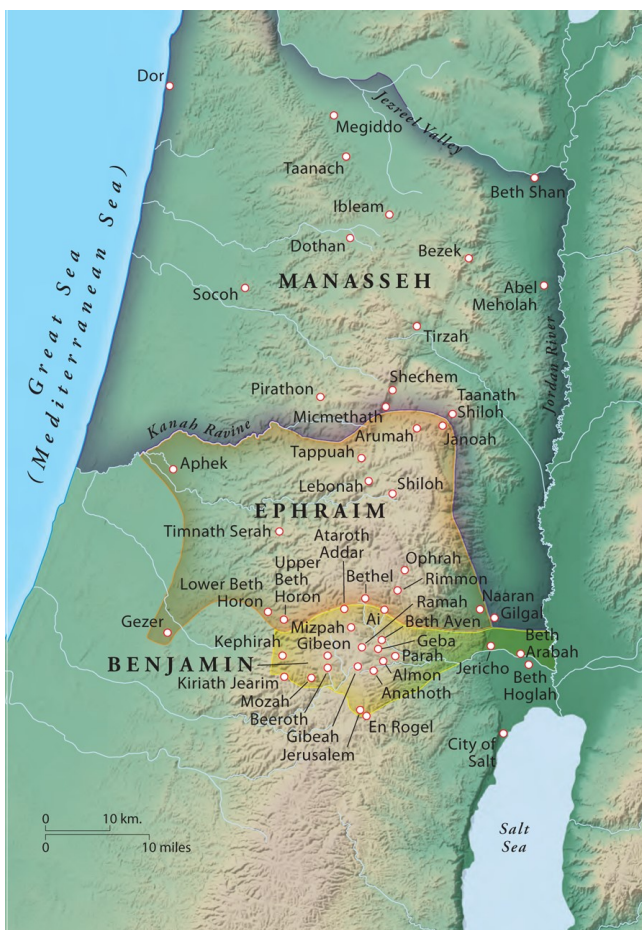 Dor
Megiddo
Jezreel Valley
Taanach
Beth Shan
Ibleam
Dothan
Bezek
MANASSEH
Socoh
Abel
Meholah
Great Sea
(Mediterranean Sea)
Tirzah
Jordan River
Shechem
Pirathon
Taanath
Shiloh
Micmethath
Kanah Ravine
Arumah
Janoah
Tappuah
Aphek
Lebonah
Shiloh
EPHRAIM
Timnath Serah
Ataroth
Addar
Ophrah
Upper
Beth
Horon
Bethel
Rimmon
Lower Beth
Horon
Naaran
Ramah
Gilgal
Ai
Beth Aven
Gezer
Mizpah
Gibeon
Geba
Beth
Arabah
Kephirah
Parah
BENJAMIN
Jericho
Almon
Kiriath Jearim
Anathoth
Beth
Hoglah
Mozah
Beeroth
En Rogel
Gibeah
Jerusalem
City of
Salt
0 10 km.
0 10 miles
Salt
Sea